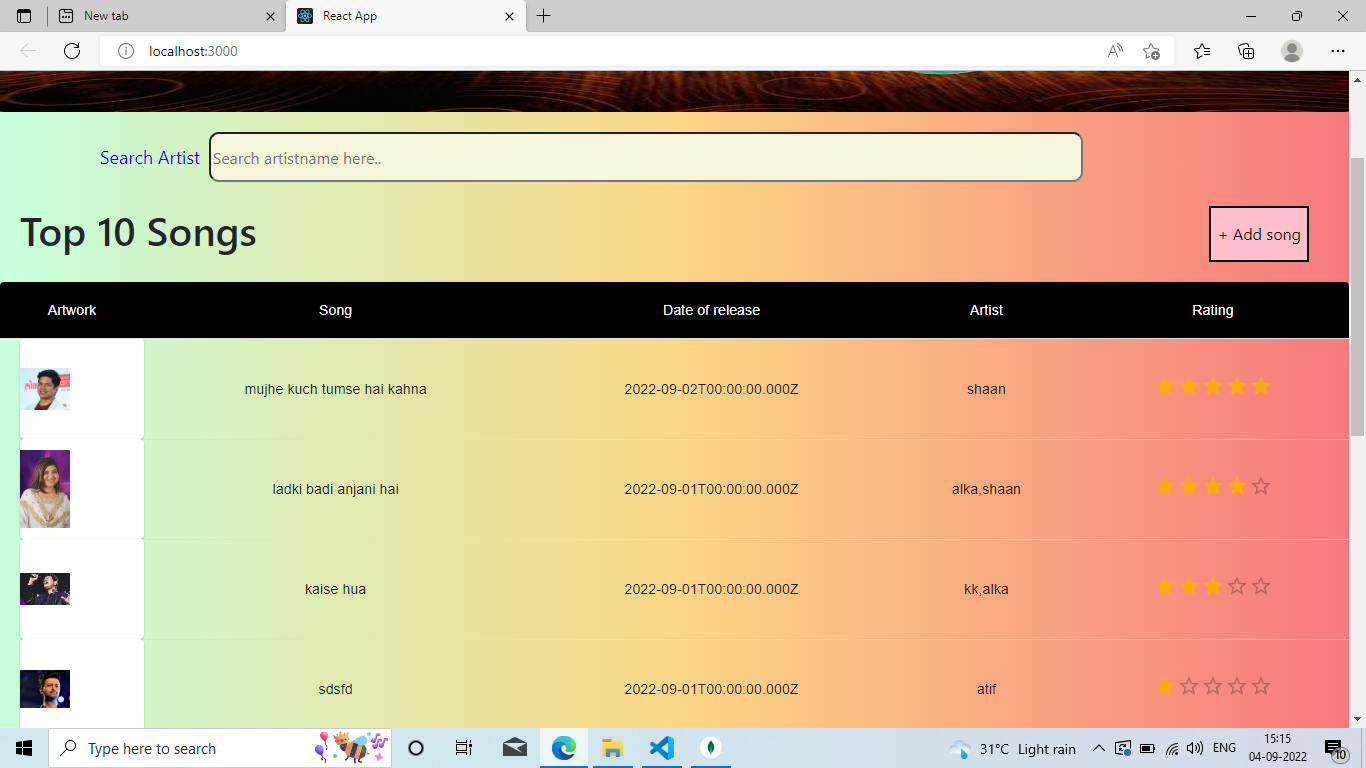 New tab
React App
localhost:3000
Search Artist
Search artistname here..
Top 10 Songs
+ Add song
Artwork Song Date of release Artist Rating
mujhe kuch tumse hai kahna 2022-09-02T00:00:00.000Z shaan
ladki badi anjani hai 2022-09-01T00:00:00.000Z alka,shaan
kaise hua 2022-09-01T00:00:00.000Z kk,alka
sdsfd 2022-09-01T00:00:00.000Z atif
Type here to search
31°C Light rain
ENG
15:15
04-09-2022
10